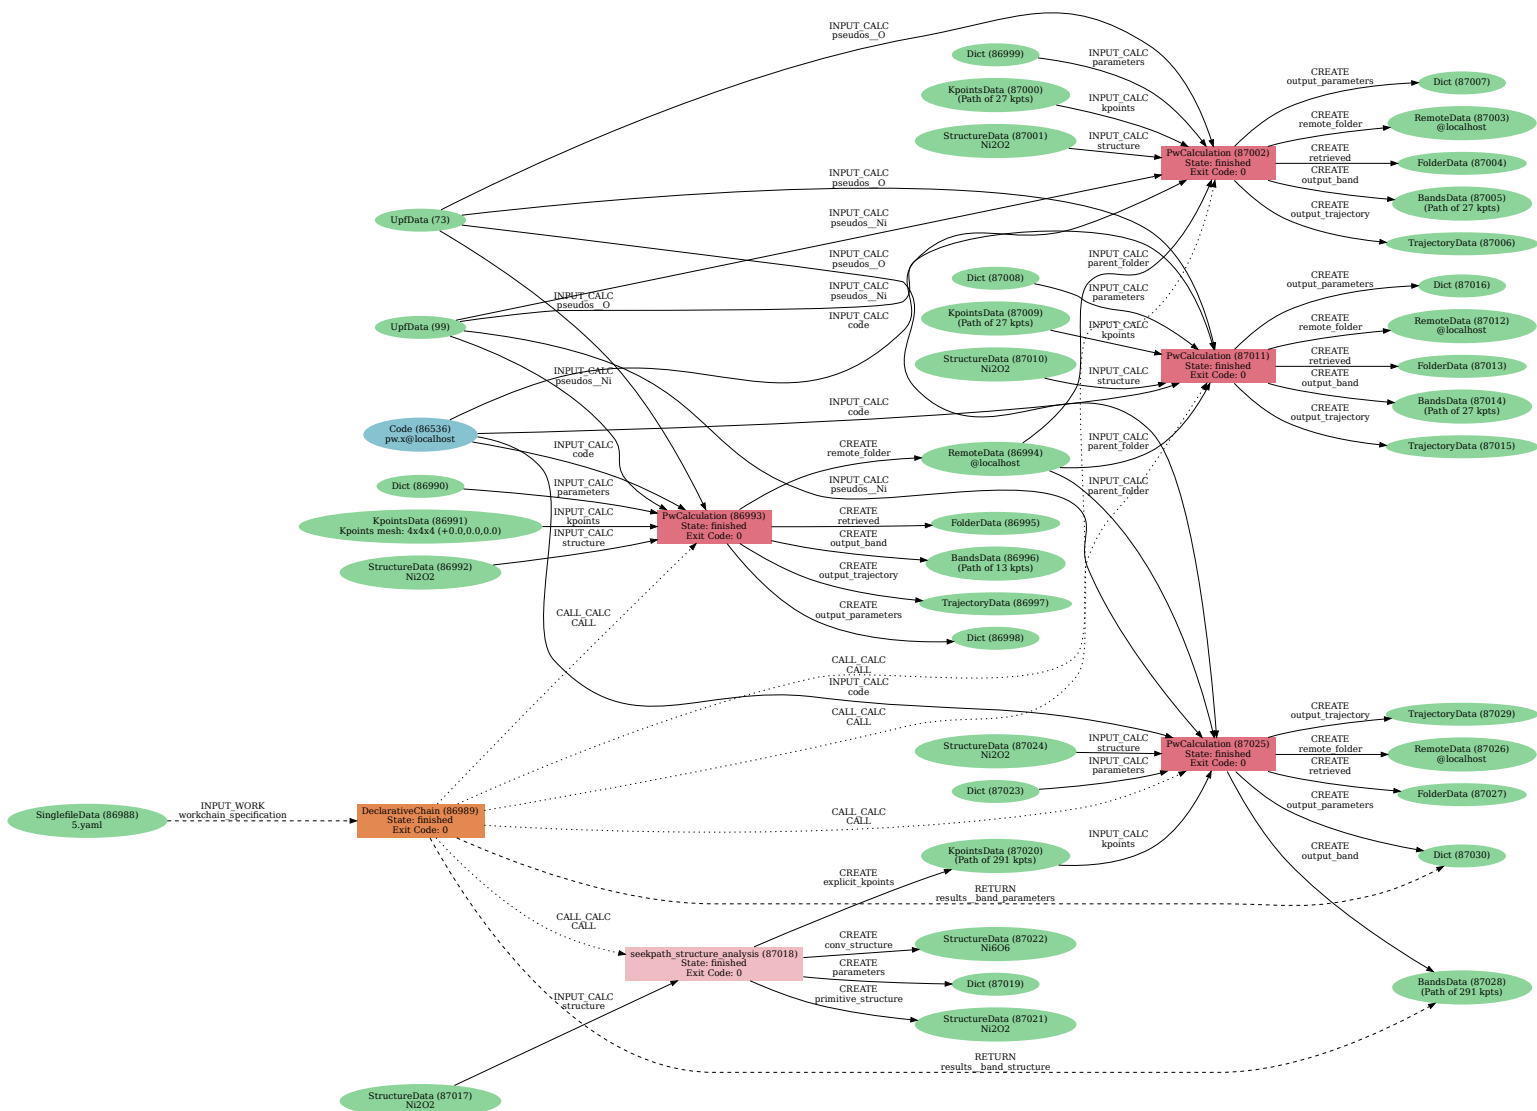 INPUT_CALC
pseudos__O
Dict (86999)
INPUT_CALC
parameters
KpointsData (87000)
(Path of 27 kpts)
INPUT_CALC
kpoints
StructureData (87001)
Ni2O2
INPUT_CALC
structure
PwCalculation (87002)
State: finished
Exit Code: 0
CREATE
output_parameters
Dict (87007)
CREATE
remote_folder
RemoteData (87003)
@localhost
CREATE
retrieved
FolderData (87004)
CREATE
output_band
BandsData (87005)
(Path of 27 kpts)
CREATE
output_trajectory
TrajectoryData (87006)
UpfData (73)
INPUT_CALC
pseudos__O
INPUT_CALC
pseudos__Ni
INPUT_CALC
pseudos__O
INPUT_CALC
parent_folder
Dict (87008)
INPUT_CALC
parameters
KpointsData (87009)
(Path of 27 kpts)
INPUT_CALC
kpoints
StructureData (87010)
Ni2O2
INPUT_CALC
structure
PwCalculation (87011)
State: finished
Exit Code: 0
CREATE
output_parameters
Dict (87016)
CREATE
remote_folder
RemoteData (87012)
@localhost
CREATE
retrieved
FolderData (87013)
CREATE
output_band
BandsData (87014)
(Path of 27 kpts)
CREATE
output_trajectory
TrajectoryData (87015)
UpfData (99)
INPUT_CALC
pseudos__O
INPUT_CALC
pseudos__Ni
INPUT_CALC
code
INPUT_CALC
pseudos__Ni
Code (86536)
pw.x@localhost
INPUT_CALC
code
INPUT_CALC
code
CREATE
remote_folder
RemoteData (86994)
@localhost
INPUT_CALC
parent_folder
INPUT_CALC
parent_folder
Dict (86990)
INPUT_CALC
parameters
INPUT_CALC
pseudos__Ni
KpointsData (86991)
Kpoints mesh: 4x4x4 (+0.0,0.0,0.0)
INPUT_CALC
kpoints
StructureData (86992)
Ni2O2
INPUT_CALC
structure
PwCalculation (86993)
State: finished
Exit Code: 0
CREATE
retrieved
FolderData (86995)
CREATE
output_band
BandsData (86996)
(Path of 13 kpts)
CREATE
output_trajectory
TrajectoryData (86997)
CREATE
output_parameters
Dict (86998)
CALL_CALC
CALL
CALL_CALC
CALL
INPUT_CALC
code
CALL_CALC
CALL
StructureData (87024)
Ni2O2
INPUT_CALC
structure
Dict (87023)
INPUT_CALC
parameters
PwCalculation (87025)
State: finished
Exit Code: 0
CREATE
output_trajectory
TrajectoryData (87029)
CREATE
remote_folder
RemoteData (87026)
@localhost
CREATE
retrieved
FolderData (87027)
CREATE
output_parameters
Dict (87030)
CREATE
output_band
BandsData (87028)
(Path of 291 kpts)
SinglefileData (86988)
5.yaml
INPUT_WORK
workchain_specification
DeclarativeChain (86989)
State: finished
Exit Code: 0
CALL_CALC
CALL
KpointsData (87020)
(Path of 291 kpts)
INPUT_CALC
kpoints
CREATE
explicit_kpoints
RETURN
results__band_parameters
CALL_CALC
CALL
seekpath_structure_analysis (87018)
State: finished
Exit Code: 0
CREATE
conv_structure
StructureData (87022)
Ni6O6
CREATE
parameters
Dict (87019)
CREATE
primitive_structure
StructureData (87021)
Ni2O2
INPUT_CALC
structure
RETURN
results__band_structure
StructureData (87017)
Ni2O2